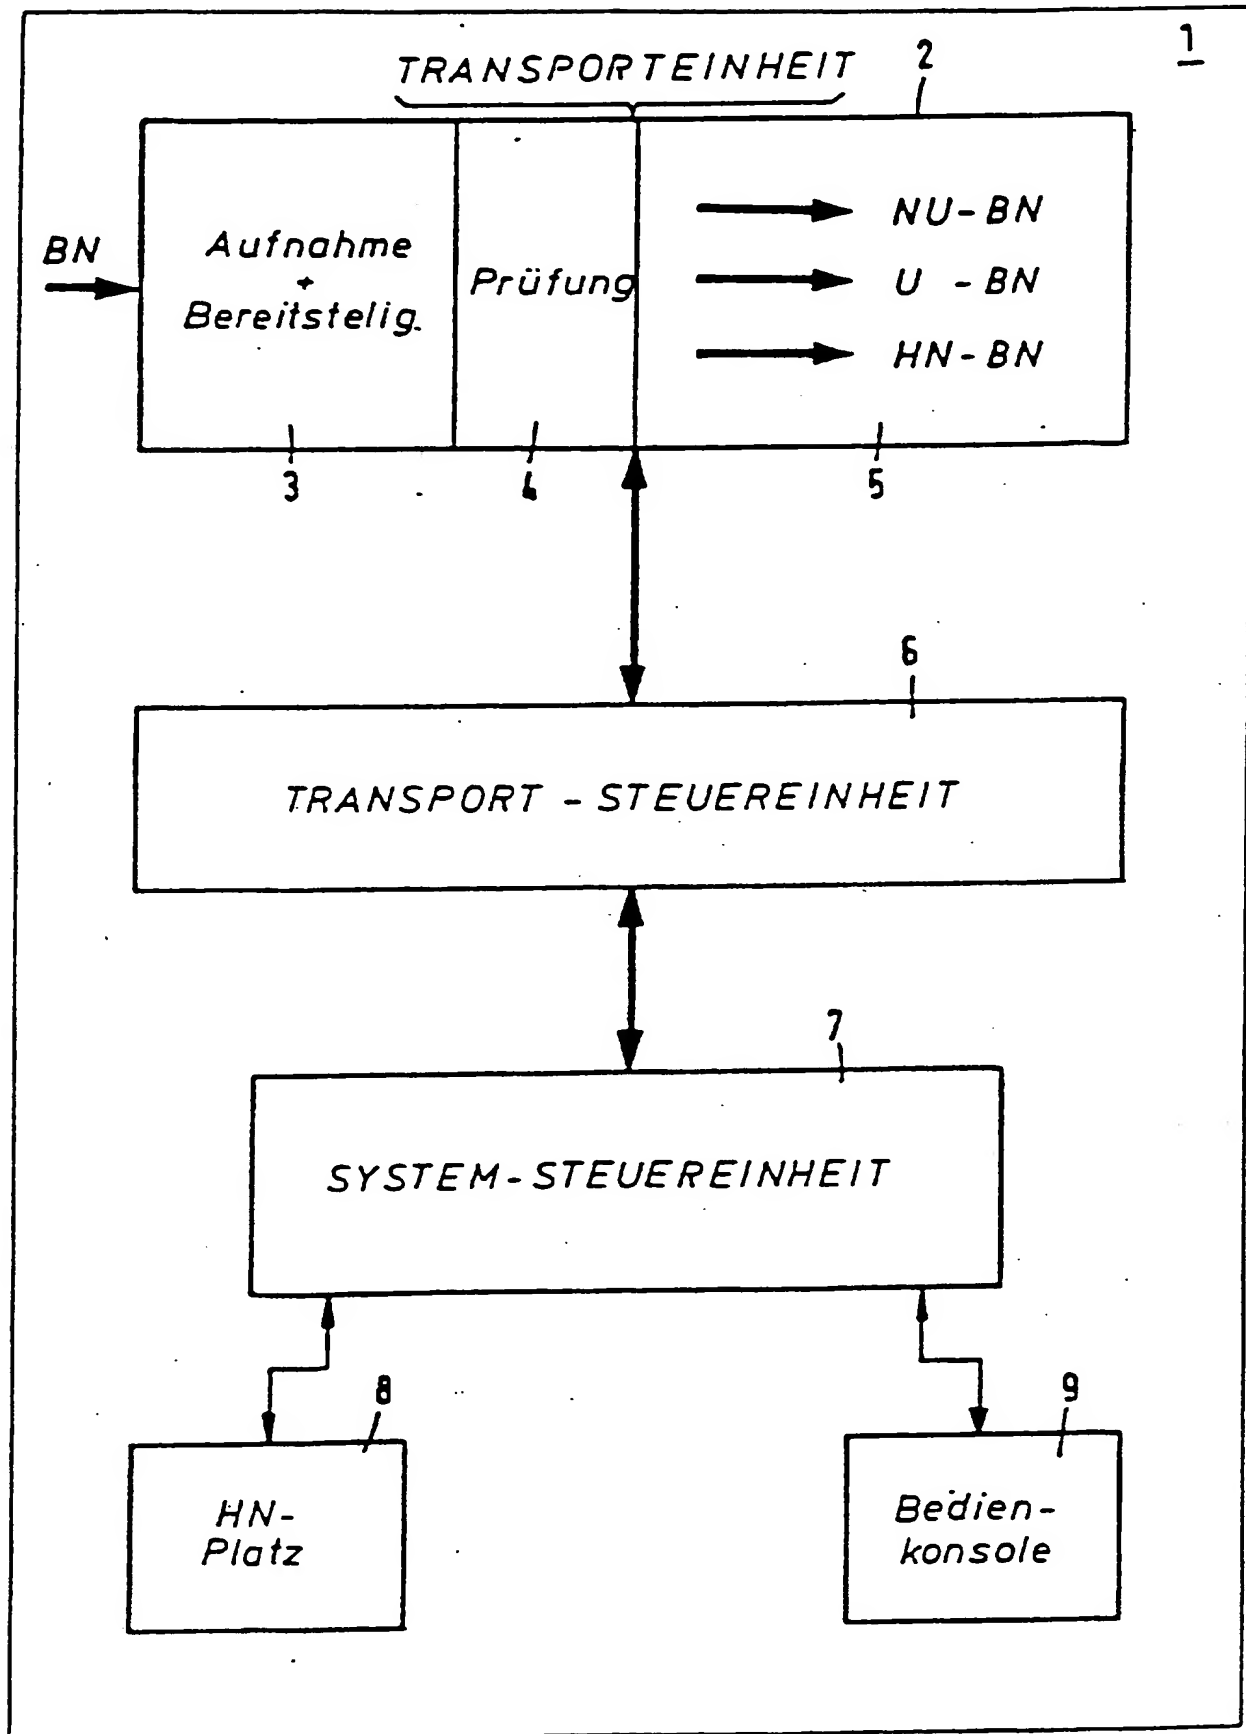 1
TRANSPORTEINHEIT
2
BN
Aufnahme
+
Bereitstelig.
Prüfung
NU-BN
U -BN
HN-BN
3
4
5
6
TRANSPORT - STEUEREINHEIT
7
SYSTEM-STEUEREINHEIT
8
9
HN-
Platz
Bedien-
konsole